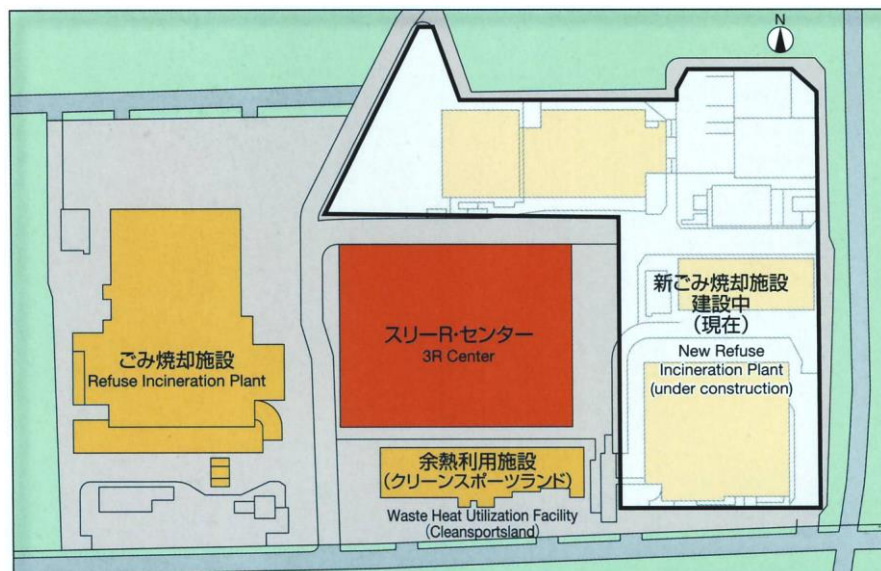 N
新ごみ焼却施設
建設中
(現在)
New Refuse
Incineration Plant
(under construction)
スリーR・センター
3R Center
ごみ焼却施設
Refuse Incineration Plant
余熱利用施設
(クリーンスポーツランド)
Waste Heat Utilization Facility
(Cleansportsland)